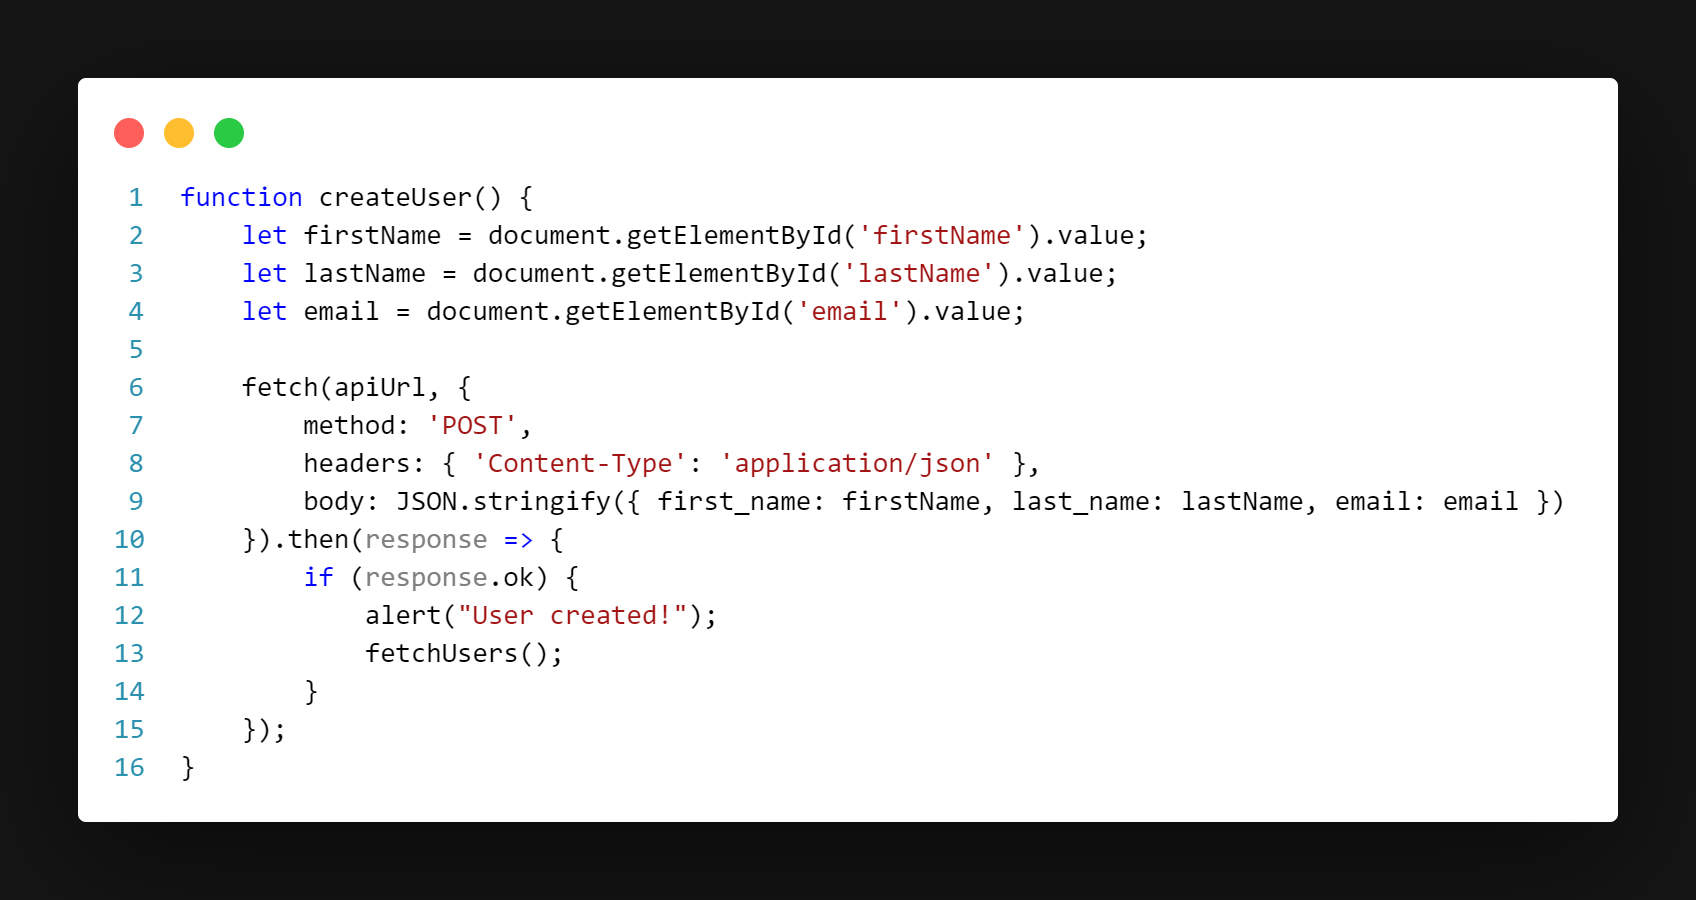 1 function createUser() {
2     let firstName = document.getElementById('firstName').value;
3     let lastName = document.getElementById('lastName').value;
4     let email = document.getElementById('email').value;
5
6     fetch(apiUrl, {
7         method: 'POST',
8         headers: { 'Content-Type': 'application/json' },
9         body: JSON.stringify({ first_name: firstName, last_name: lastName, email: email })
10     }).then(response => {
11         if (response.ok) {
12             alert("User created!");
13             fetchUsers();
14         }
15     });
16 }